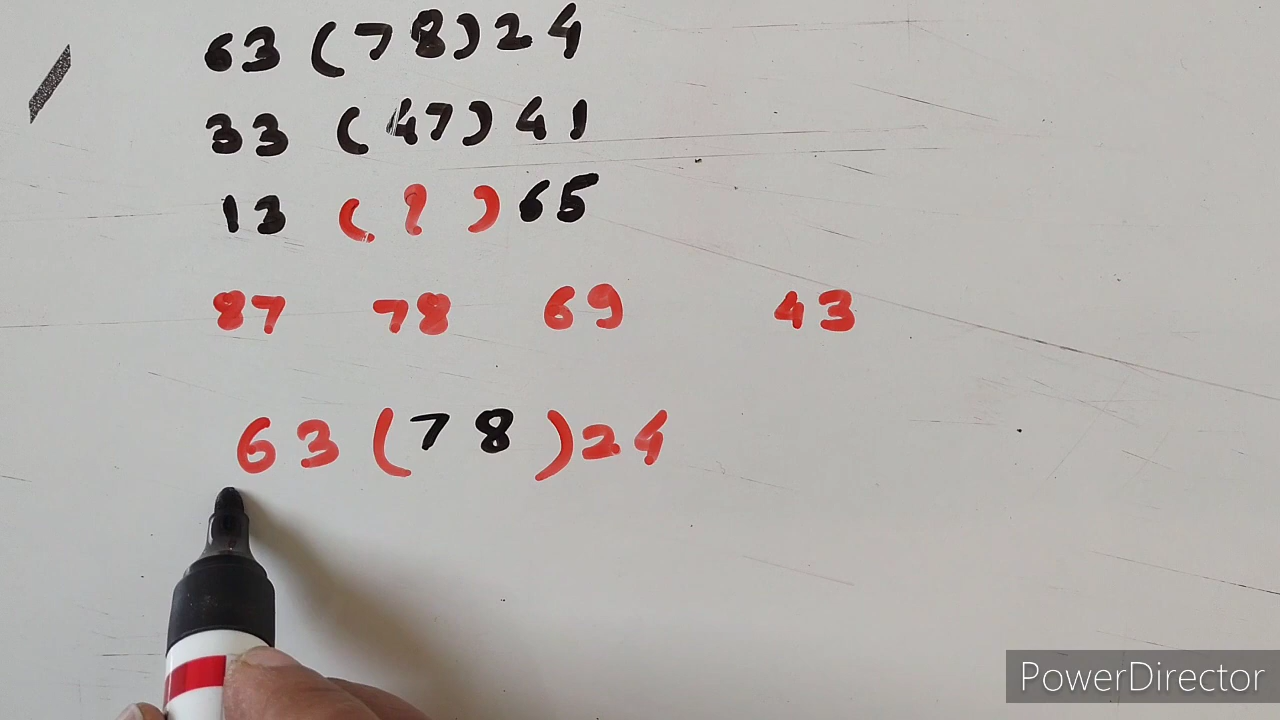 63 (78) 24
33 (47) 41
13 (?) 65
87 78 69 43
63 (78) 24
PowerDirector